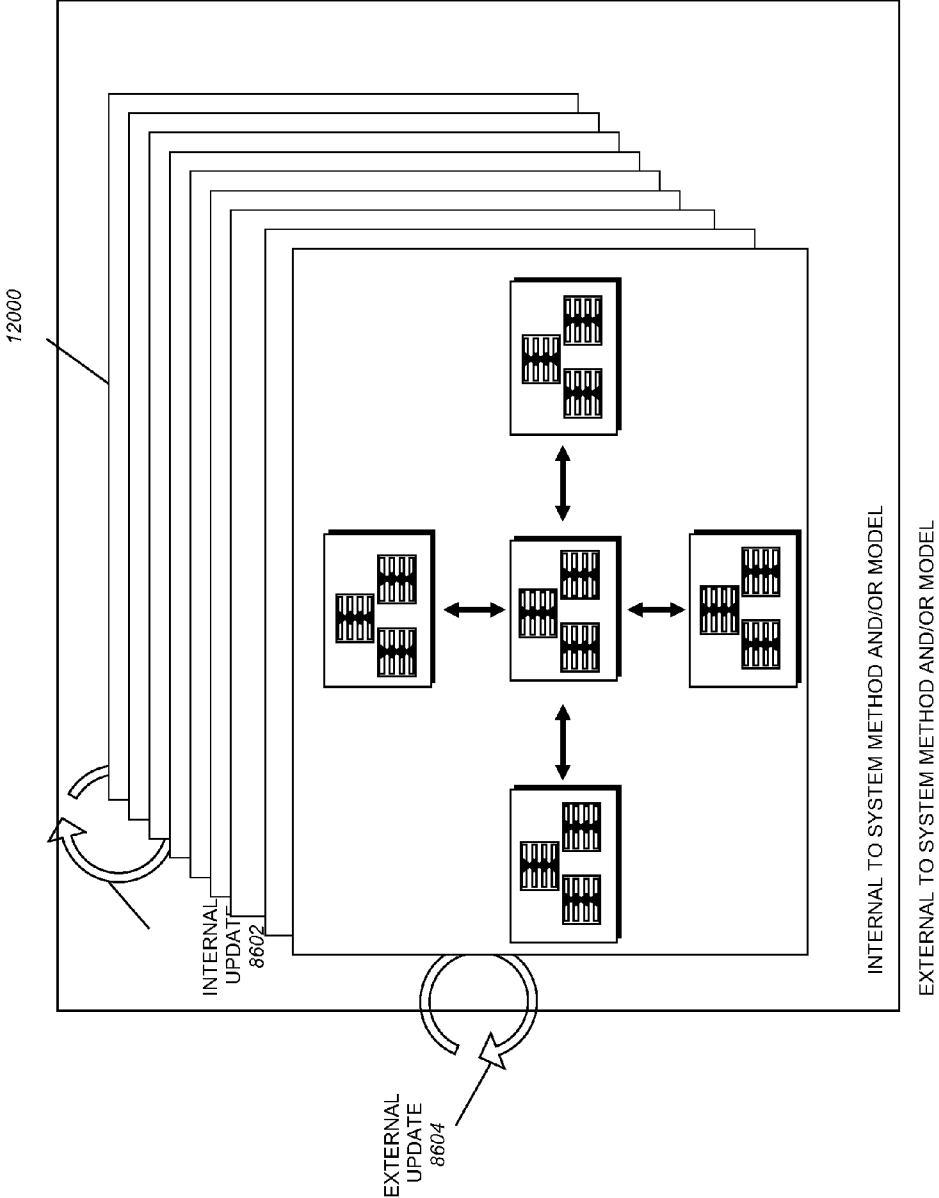 12000
INTERNAL
UPDATE
8602
EXTERNAL
UPDATE
8604
INTERNAL TO SYSTEM METHOD AND/OR MODEL
EXTERNAL TO SYSTEM METHOD AND/OR MODEL